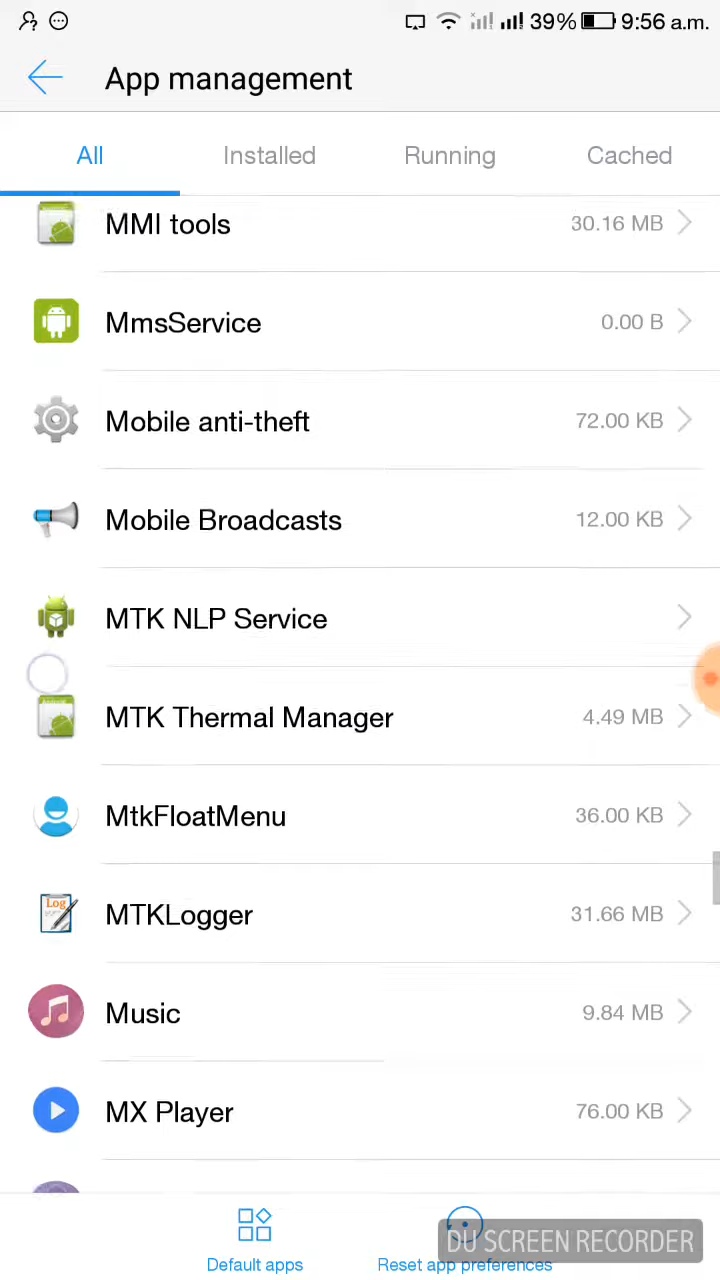 39% 9:56 a.m.
App management
All Installed Running Cached
MMI tools 30.16 MB
MmsService 0.00 B
Mobile anti-theft 72.00 KB
Mobile Broadcasts 12.00 KB
MTK NLP Service
MTK Thermal Manager 4.49 MB
MtkFloatMenu 36.00 KB
Log
MTKLogger 31.66 MB
Music 9.84 MB
MX Player 76.00 KB
DU SCREEN RECORDER
Default apps Reset app preferences